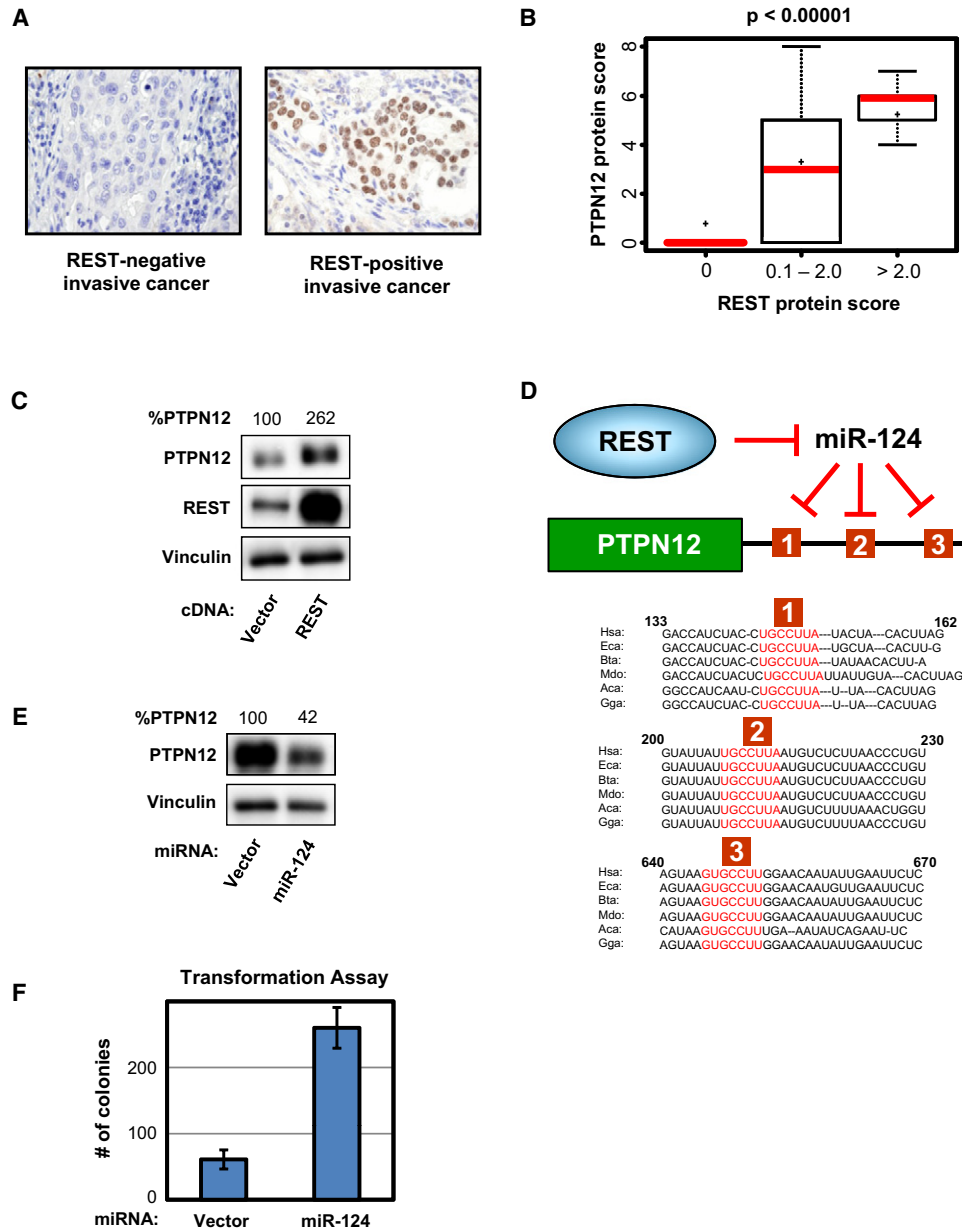 A
REST-negative
invasive cancer
REST-positive
invasive cancer
B
p < 0.00001
PTPN12 protein score
8
6
4
2
0
0
0.1 – 2.0
> 2.0
REST protein score
C
%PTPN12 100 262
PTPN12
REST
Vinculin
cDNA: Vector REST
D
REST
miR-124
PTPN12 1 2 3
1
133 162
Hsa: GACCAUCUAC-CUGCCUUA---UACUA---CACUUAG
Eca: GACCAUCUAC-CUGCCUUA---UGCUA---CACUU-G
Bta: GACCAUCUAC-CUGCCUUA---UAUAACACUU-A
Mdo: GACCAUCUACUCUGCCUUAUUAUUGUA---CACUUAG
Aca: GGCCAUCAAU-CUGCCUUA---U--UA---CACUUAG
Gga: GGCCAUCUAC-CUGCCUUA---U--UA---CACUUAG
2
200 230
Hsa: GUAUUAUUGCCUUAAUGUCUCUUAACCCUGU
Eca: GUAUUAUUGCCUUAAUGUCUCUUAACCCUGU
Bta: GUAUUAUUGCCUUAAUGUCUCUUAACCCUGU
Mdo: GUAUUAUUGCCUUAAUGUCUCUUAACCCUGU
Aca: GUAUUAUUGCCUUAAUGUCUUUUAAACUGGU
Gga: GUAUUAUUGCCUUAAUGUCUUUUAACCCUGU
3
640 670
Hsa: AGUAAGUGCCUUGGAACAAUAUUGAAUUCUC
Eca: AGUAAGUGCCUUGGAACAAUGUUGAAUUCUC
Bta: AGUAAGUGCCUUGGAACAAUAUUGAAUUCUC
Mdo: AGUAAGUGCCUUGGAACAAUAUUGAAUUCUC
Aca: CAUAAGUGCCUUUGA--AAUAUCAGAAU-UC
Gga: AGUAAGUGCCUUGGAACAAUAUUGAAUUCUC
E
%PTPN12 100 42
PTPN12
Vinculin
miRNA: Vector miR-124
F
Transformation Assay
# of colonies
200
100
0
miRNA: Vector miR-124